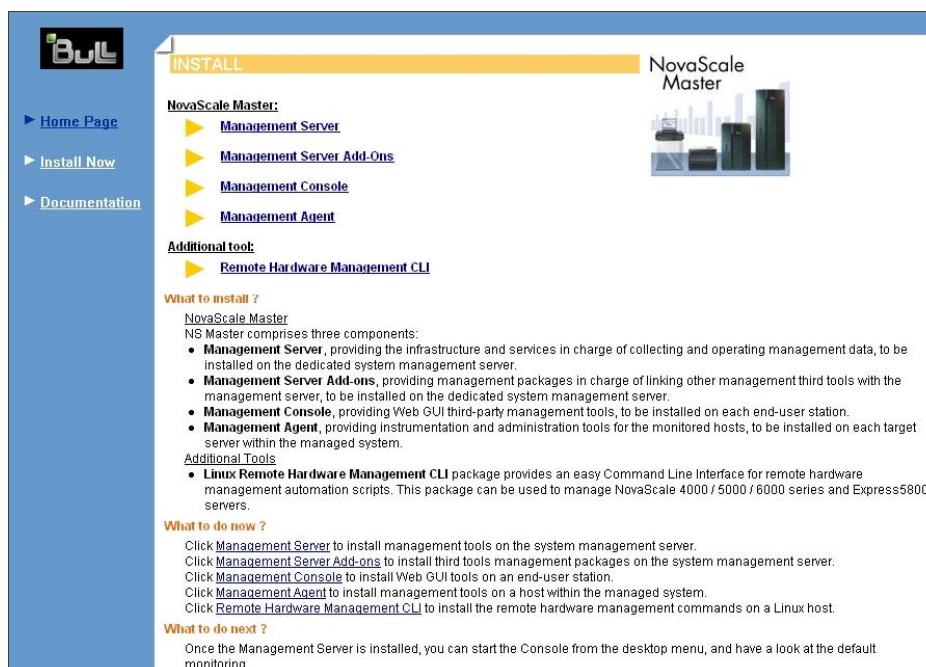 Bull
INSTALL
NovaScale
Master
Home Page
Install Now
Documentation
NovaScale Master:
Management Server
Management Server Add-Ons
Management Console
Management Agent
Additional tool:
Remote Hardware Management CLI
What to install ?
NovaScale Master
NS Master comprises three components:
• Management Server, providing the infrastructure and services in charge of collecting and operating management data, to be
installed on the dedicated system management server.
• Management Server Add-ons, providing management packages in charge of linking other management third tools with the
management server, to be installed on the dedicated system management server.
• Management Console, providing Web GUI third-party management tools, to be installed on each end-user station.
• Management Agent, providing instrumentation and administration tools for the monitored hosts, to be installed on each target
server within the managed system.
Additional Tools
• Linux Remote Hardware Management CLI package provides an easy Command Line Interface for remote hardware
management automation scripts. This package can be used to manage NovaScale 4000 / 5000 / 6000 series and Express5800
servers.
What to do now ?
Click Management Server to install management tools on the system management server.
Click Management Server Add-ons to install third tools management packages on the system management server.
Click Management Console to install Web GUI tools on an end-user station.
Click Management Agent to install management tools on a host within the managed system.
Click Remote Hardware Management CLI to install the remote hardware management commands on a Linux host.
What to do next ?
Once the Management Server is installed, you can start the Console from the desktop menu, and have a look at the default
monitoring